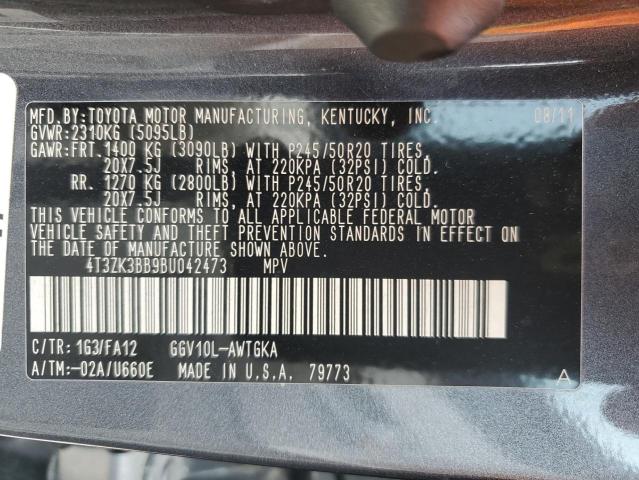 MFD.BY:TOYOTA MOTOR MANUFACTURING, KENTUCKY, INC. 08/11
GVWR:2310KG (5095LB)
GAWR:FRT.1400 KG (3090LB) WITH P245/50R20 TIRES,
20X7.5J RIMS, AT 220KPA (32PSI) COLD.
RR. 1270 KG (2800LB) WITH P245/50R20 TIRES,
20X7.5J RIMS, AT 220KPA (32PSI) COLD.
THIS VEHICLE CONFORMS TO ALL APPLICABLE FEDERAL MOTOR
VEHICLE SAFETY AND THEFT PREVENTION STANDARDS IN EFFECT ON
THE DATE OF MANUFACTURE SHOWN ABOVE.
4T3ZK3BB9BU042473 MPV
C/TR: 1G3/FA12 GGV10L-AWTGKA
A/TM:-02A/U660E MADE IN U.S.A. 79773 A